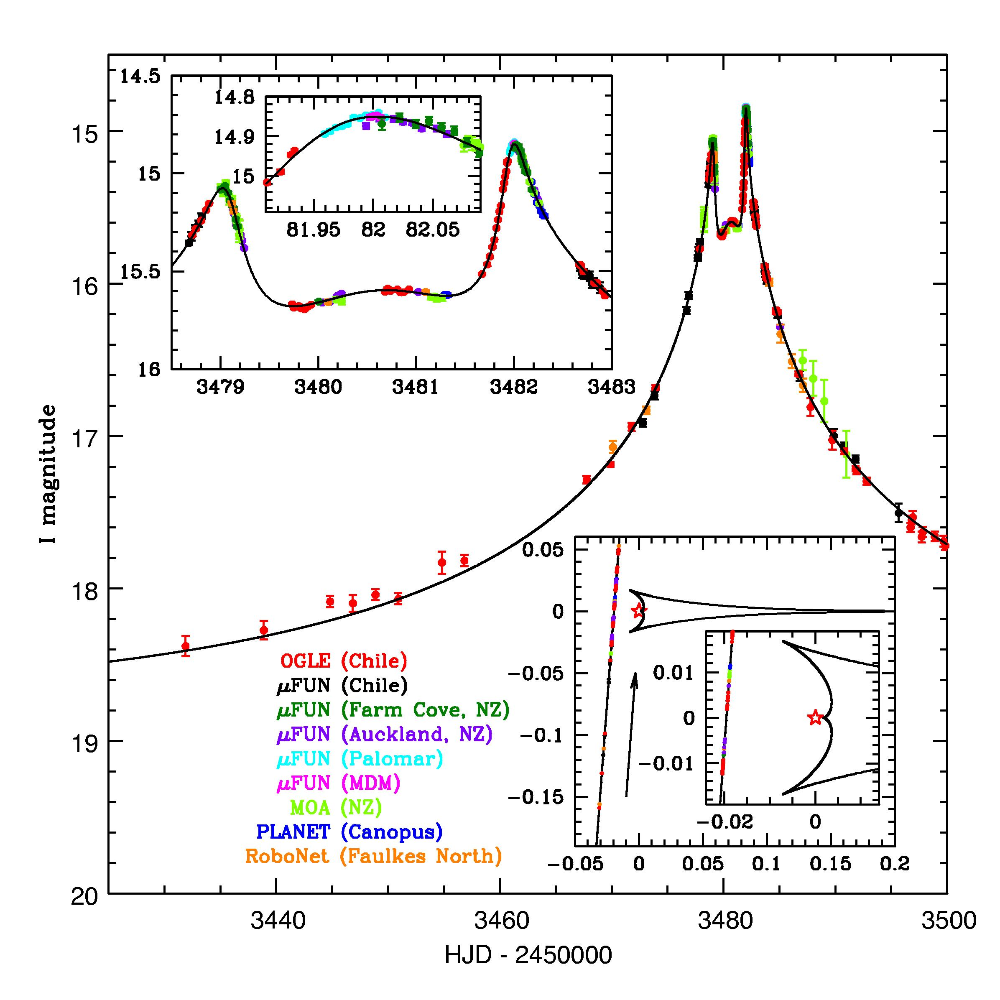 14.5
15
15.5
16
3479 3480 3481 3482 3483
14.8
14.9
15
81.95 82 82.05
15
16
17
18
19
20
I magnitude
3440 3460 3480 3500
HJD - 2450000
OGLE (Chile)
μFUN (Chile)
μFUN (Farm Cove, NZ)
μFUN (Auckland, NZ)
μFUN (Palomar)
μFUN (MDM)
MOA (NZ)
PLANET (Canopus)
RoboNet (Faulkes North)
0.05
0
-0.05
-0.1
-0.15
-0.05 0 0.05 0.1 0.15 0.2
0.01
0
-0.01
-0.02 0